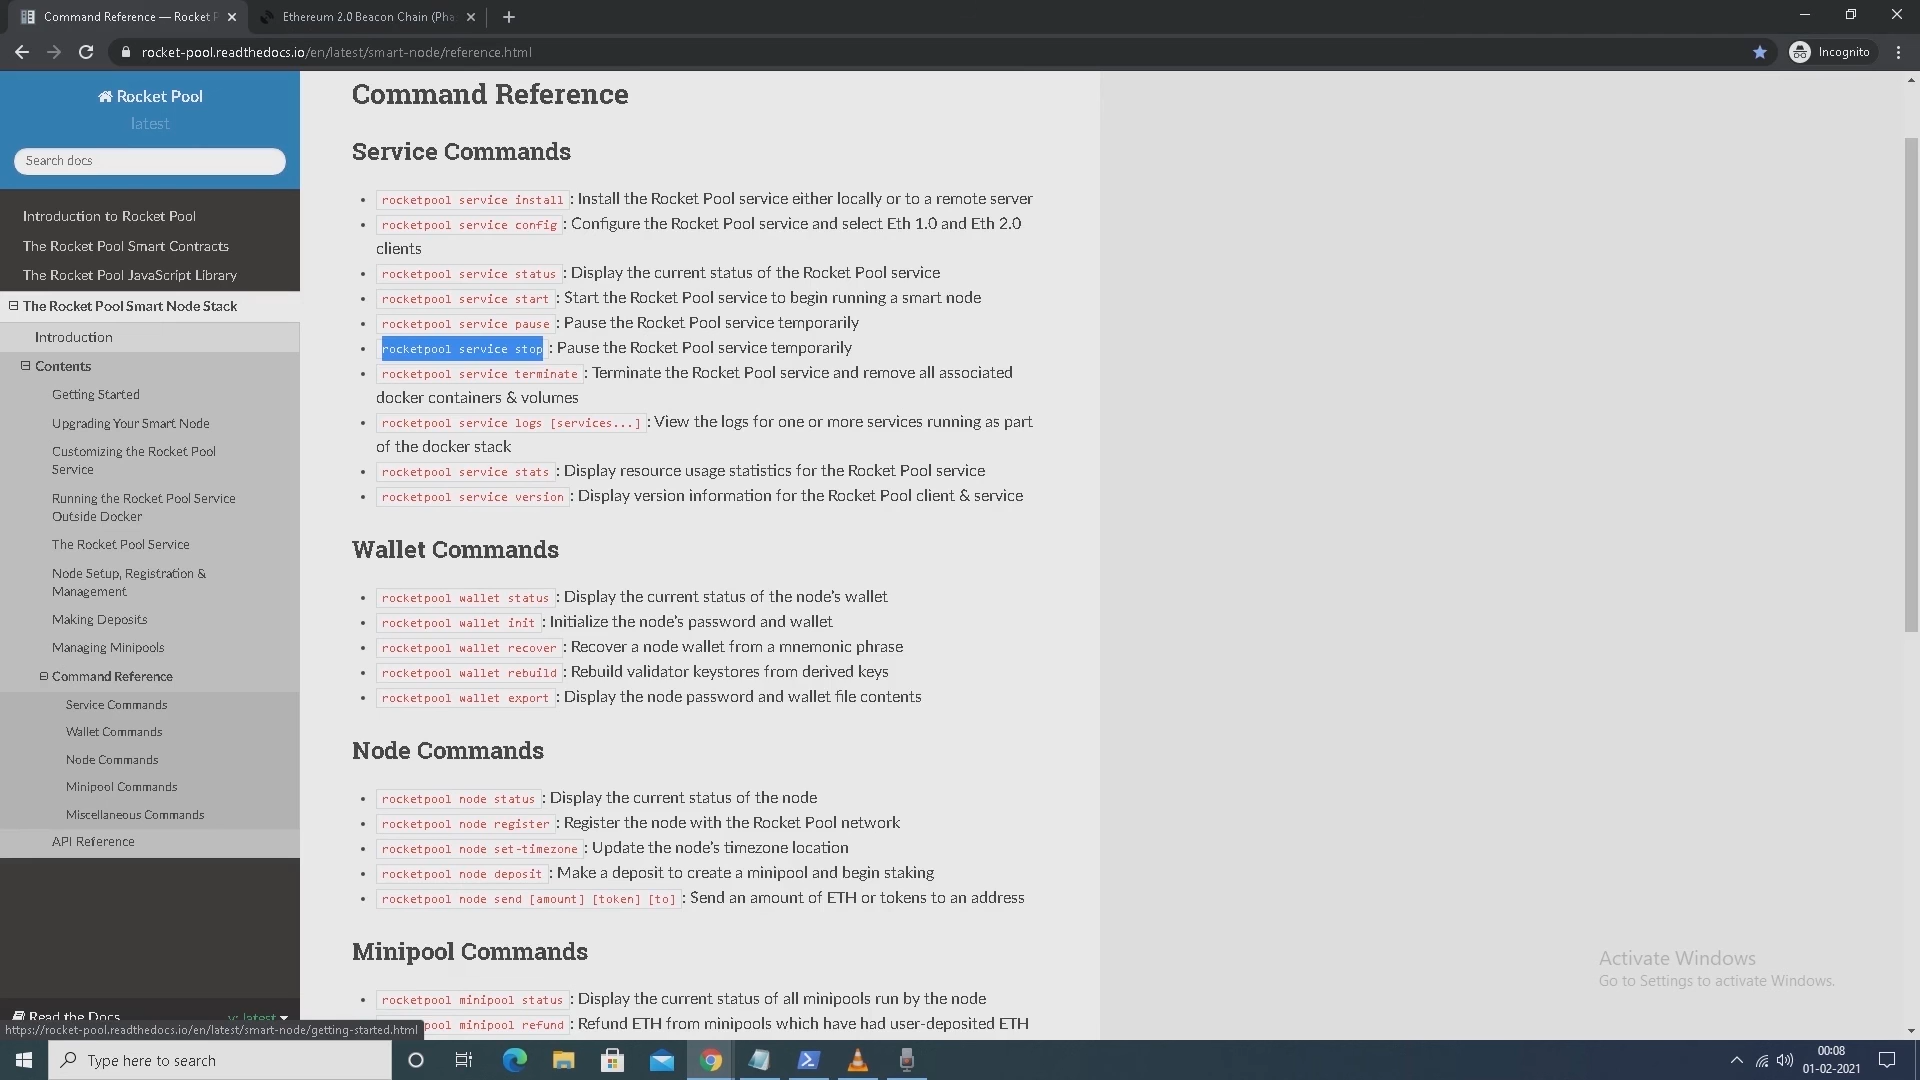 Command Reference — Rocket P
Ethereum 2.0 Beacon Chain (Pha
rocket-pool.readthedocs.io/en/latest/smart-node/reference.html
Incognito
Rocket Pool
latest
Search docs
Introduction to Rocket Pool
The Rocket Pool Smart Contracts
The Rocket Pool JavaScript Library
The Rocket Pool Smart Node Stack
Introduction
Contents
Getting Started
Upgrading Your Smart Node
Customizing the Rocket Pool
Service
Running the Rocket Pool Service
Outside Docker
The Rocket Pool Service
Node Setup, Registration &
Management
Making Deposits
Managing Minipools
Command Reference
Service Commands
Wallet Commands
Node Commands
Minipool Commands
Miscellaneous Commands
API Reference
Read the Docs
v: latest
https://rocket-pool.readthedocs.io/en/latest/smart-node/getting-started.html
Command Reference
Service Commands
rocketpool service install : Install the Rocket Pool service either locally or to a remote server
rocketpool service config : Configure the Rocket Pool service and select Eth 1.0 and Eth 2.0
clients
rocketpool service status : Display the current status of the Rocket Pool service
rocketpool service start : Start the Rocket Pool service to begin running a smart node
rocketpool service pause : Pause the Rocket Pool service temporarily
rocketpool service stop : Pause the Rocket Pool service temporarily
rocketpool service terminate : Terminate the Rocket Pool service and remove all associated
docker containers & volumes
rocketpool service logs [services...] : View the logs for one or more services running as part
of the docker stack
rocketpool service stats : Display resource usage statistics for the Rocket Pool service
rocketpool service version : Display version information for the Rocket Pool client & service
Wallet Commands
rocketpool wallet status : Display the current status of the node's wallet
rocketpool wallet init : Initialize the node's password and wallet
rocketpool wallet recover : Recover a node wallet from a mnemonic phrase
rocketpool wallet rebuild : Rebuild validator keystores from derived keys
rocketpool wallet export : Display the node password and wallet file contents
Node Commands
rocketpool node status : Display the current status of the node
rocketpool node register : Register the node with the Rocket Pool network
rocketpool node set-timezone : Update the node's timezone location
rocketpool node deposit : Make a deposit to create a minipool and begin staking
rocketpool node send [amount] [token] [to] : Send an amount of ETH or tokens to an address
Minipool Commands
rocketpool minipool status : Display the current status of all minipools run by the node
pool minipool refund : Refund ETH from minipools which have had user-deposited ETH
Activate Windows
Go to Settings to activate Windows.
Type here to search
00:08
01-02-2021